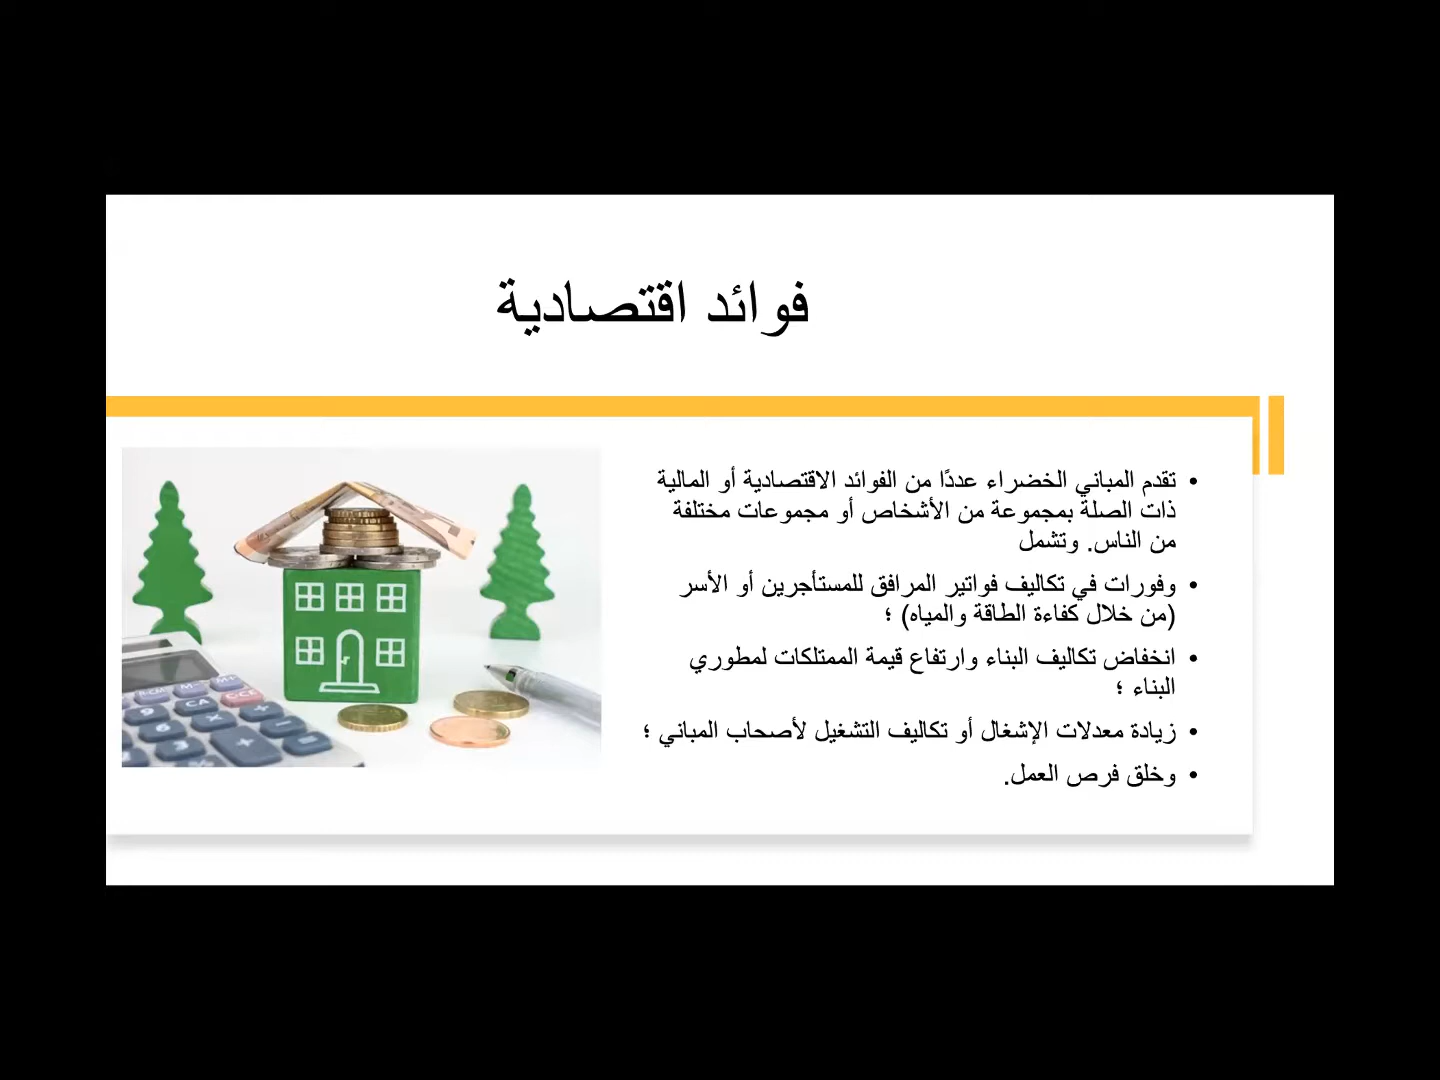 فوائد اقتصادية
• تقدم المباني الخضراء عددًا من الفوائد الاقتصادية أو المالية
ذات الصلة بمجموعة من الأشخاص أو مجموعات مختلفة
من الناس. وتشمل
• وفورات في تكاليف فواتير المرافق للمستأجرين أو الأسر
(من خلال كفاءة الطاقة والمياه) ؛
• انخفاض تكاليف البناء وارتفاع قيمة الممتلكات لمطوري
البناء ؛
• زيادة معدلات الإشغال أو تكاليف التشغيل لأصحاب المباني ؛
• وخلق فرص العمل.